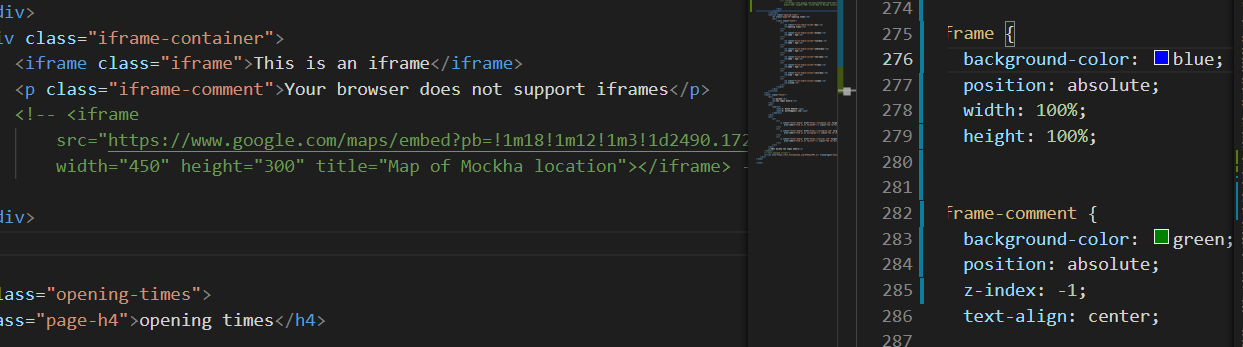 div>
iv class="iframe-container">
<iframe class="iframe">This is an iframe</iframe>
<p class="iframe-comment">Your browser does not support iframes</p>
<!-- <iframe
src="https://www.google.com/maps/embed?pb=!1m18!1m12!1m3!1d2490.172
width="450" height="300" title="Map of Mockha location"></iframe> -
div>
lass="opening-times">
ass="page-h4">opening times</h4>
274
275 frame {
276 background-color: blue;
277 position: absolute;
278 width: 100%;
279 height: 100%;
280
281
282 frame-comment {
283 background-color: green;
284 position: absolute;
285 z-index: -1;
286 text-align: center;
287